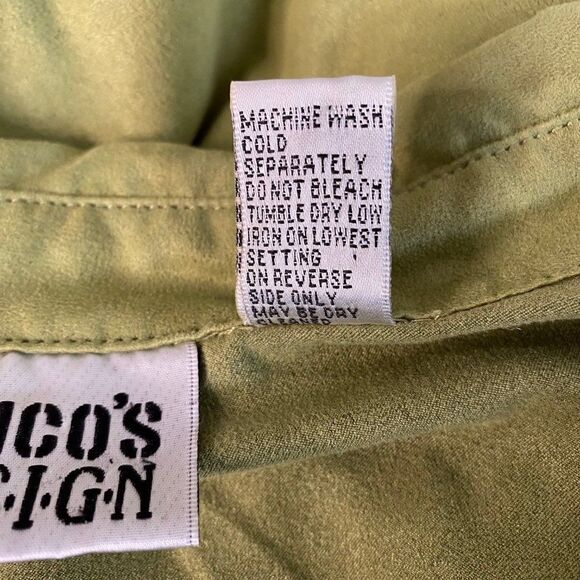 MACHINE WASH
COLD
SEPARATELY
DO NOT BLEACH
TUMBLE DRY LOW
IRON ON LOWEST
SETTING
ON REVERSE
SIDE ONLY
MAY BE DRY
CLEANED
ICO'S
S·I·G·N